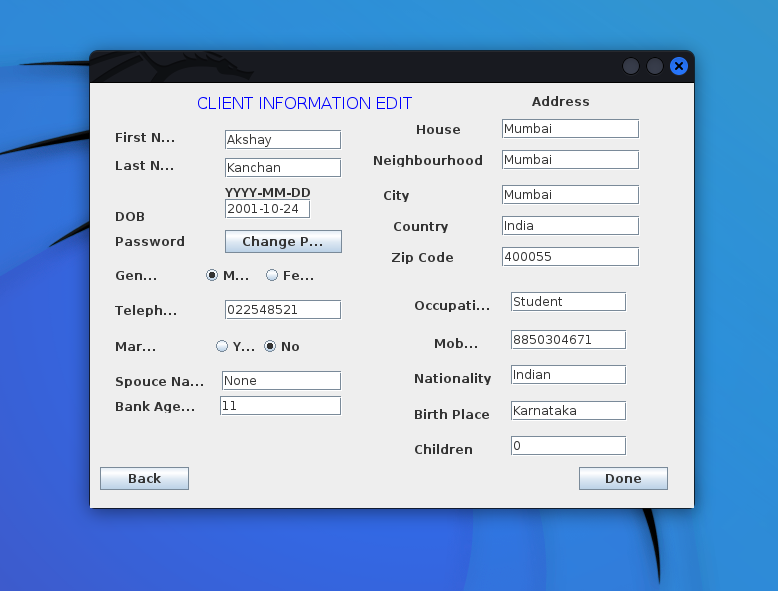 CLIENT INFORMATION EDIT
Address
First N... Akshay
House Mumbai
Last N... Kanchan
Neighbourhood Mumbai
YYYY-MM-DD
DOB 2001-10-24
City Mumbai
Password Change P...
Country India
Gen... M... Fe...
Zip Code 400055
Teleph... 022548521
Occupati... Student
Mar... Y... No
Mob... 8850304671
Spouce Na... None
Nationality Indian
Bank Age... 11
Birth Place Karnataka
Children 0
Back Done